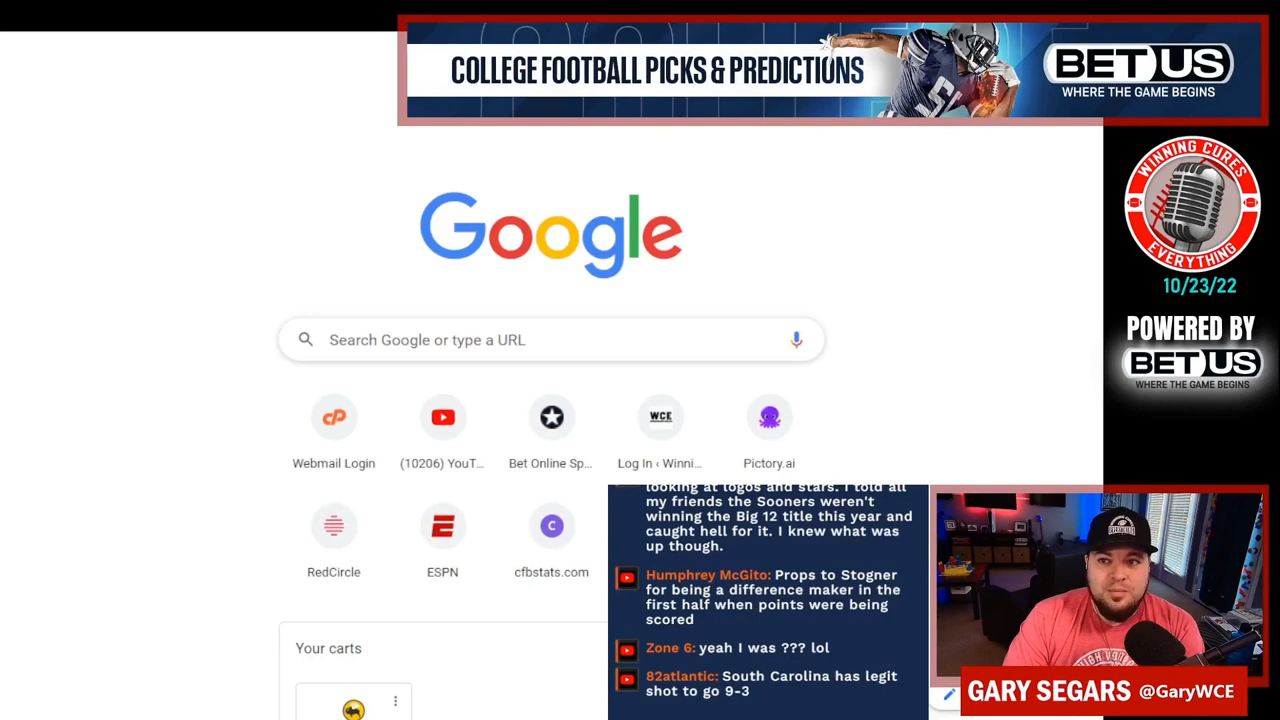 COLLEGE FOOTBALL PICKS & PREDICTIONS
BET US
WHERE THE GAME BEGINS
WINNING CURES
EVERYTHING
10/23/22
POWERED BY
BET US
WHERE THE GAME BEGINS
Google
Search Google or type a URL
Webmail Login
(10206) YouT...
Bet Online Sp...
WCE
Log In ‹ Winni...
Pictory.ai
RedCircle
ESPN
C
cfbstats.com
Your carts
looking at logos and stars. I told all
my friends the Sooners weren't
winning the Big 12 title this year and
caught hell for it. I knew what was
up though.
Humphrey McGito: Props to Stogner
for being a difference maker in the
first half when points were being
scored
Zone 6: yeah I was ??? lol
82atlantic: South Carolina has legit
shot to go 9-3
GARY SEGARS @GaryWCE